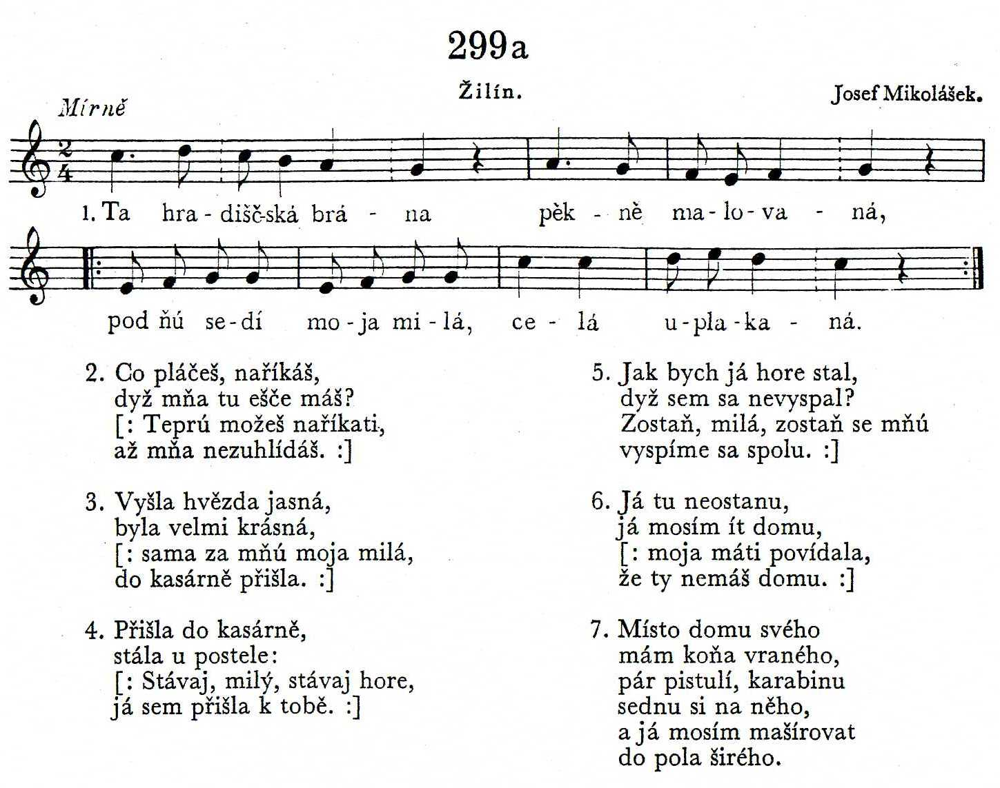 299a
Žilín.
Mírně
Josef Mikolášek.
2
4
1. Ta hra - dišč-ská brá - na pěk - ně ma - lo - va - ná,
pod ňú se - dí mo - ja mi - lá, ce - lá u - pla - ka - ná.
2. Co pláčeš, naříkáš,
dyž mňa tu ešče máš?
[: Teprú možeš naříkati,
až mňa nezuhlídáš. :]
3. Vyšla hvězda jasná,
byla velmi krásná,
[: sama za mňú moja milá,
do kasárně přišla. :]
4. Přišla do kasárně,
stála u postele:
[: Stávaj, milý, stávaj hore,
já sem přišla k tobě. :]
5. Jak bych já hore stal,
dyž sem sa nevyspal?
Zostaň, milá, zostaň se mňú
vyspíme sa spolu. :]
6. Já tu neostanu,
já mosím ít domu,
[: moja máti povídala,
že ty nemáš domu. :]
7. Místo domu svého
mám koňa vraného,
pár pistulí, karabinu
sednu si na něho,
a já mosím mašírovat
do pola širého.